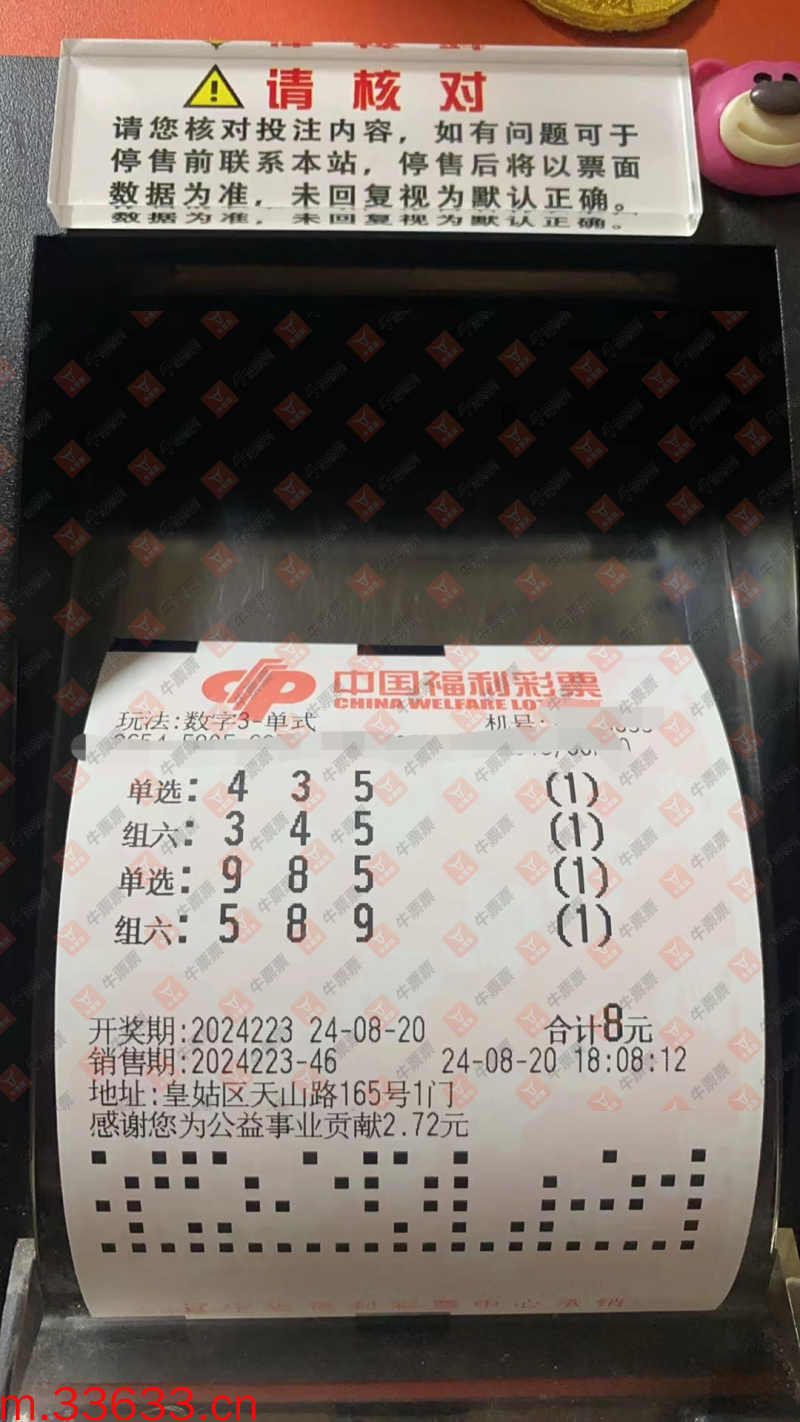 请核对
请您核对投注内容，如有问题可于
停售前联系本站，停售后将以票面
数据为准，未回复视为默认正确。
中国福利彩票
CHINA WELFARE LO
玩法:数字3-单式 机号:
单选: 4 3 5 (1)
组六: 3 4 5 (1)
单选: 9 8 5 (1)
组六: 5 8 9 (1)
开奖期:2024223 24-08-20 合计8元
销售期:2024223-46 24-08-20 18:08:12
地址:皇姑区天山路165号1门
感谢您为公益事业贡献2.72元
m.33633.cn
牛票票